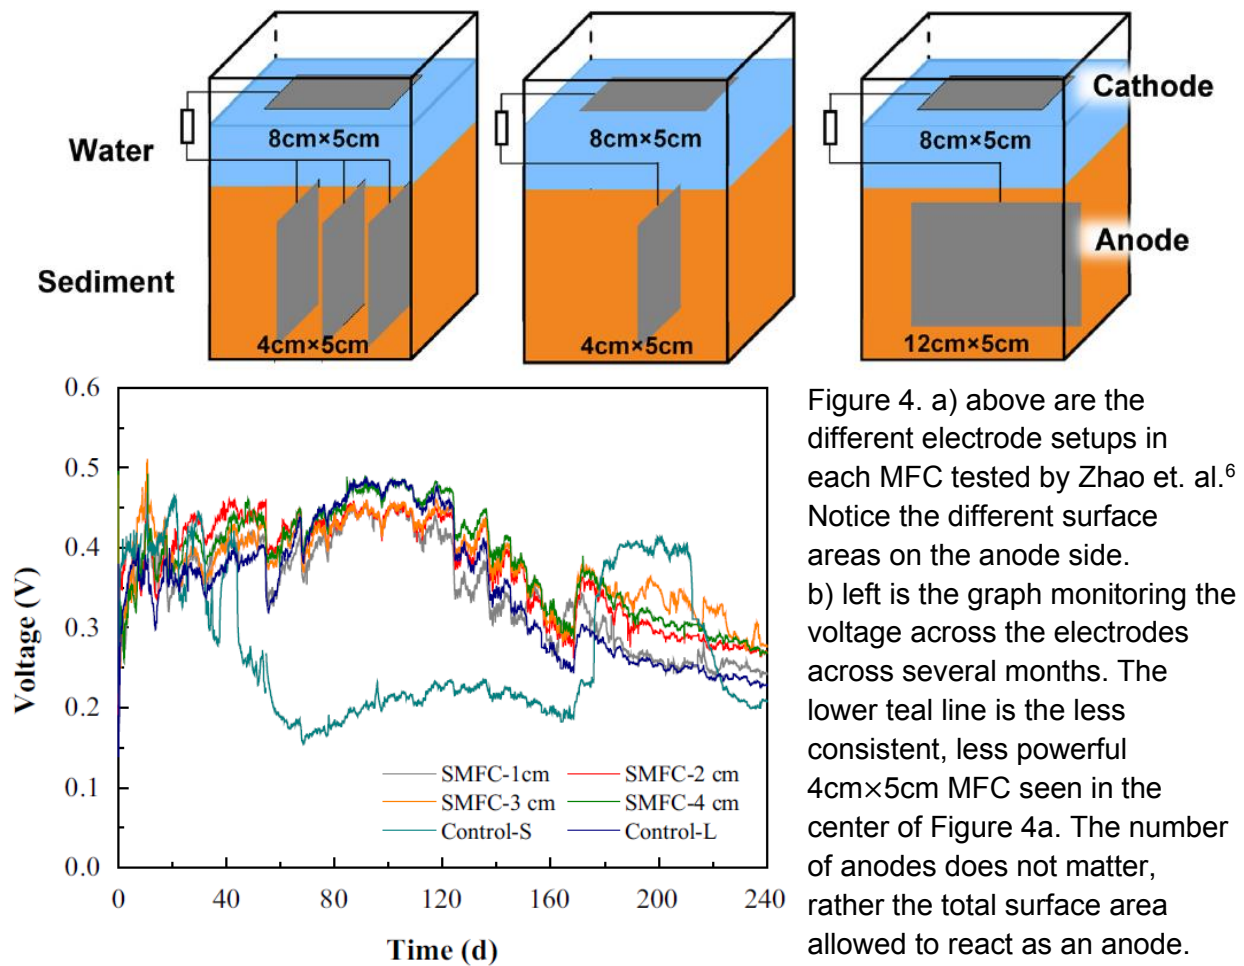 Cathode
8cm×5cm
8cm×5cm
8cm×5cm
Water
Anode
Sediment
4cm×5cm
4cm×5cm
12cm×5cm
0.6
0.5
0.4
0.3
0.2
0.1
0.0
Voltage (V)
SMFC-1cm
SMFC-2 cm
SMFC-3 cm
SMFC-4 cm
Control-S
Control-L
0
40
80
120
160
200
240
Time (d)
Figure 4. a) above are the
different electrode setups in
each MFC tested by Zhao et. al.⁶
Notice the different surface
areas on the anode side.
b) left is the graph monitoring the
voltage across the electrodes
across several months. The
lower teal line is the less
consistent, less powerful
4cm×5cm MFC seen in the
center of Figure 4a. The number
of anodes does not matter,
rather the total surface area
allowed to react as an anode.